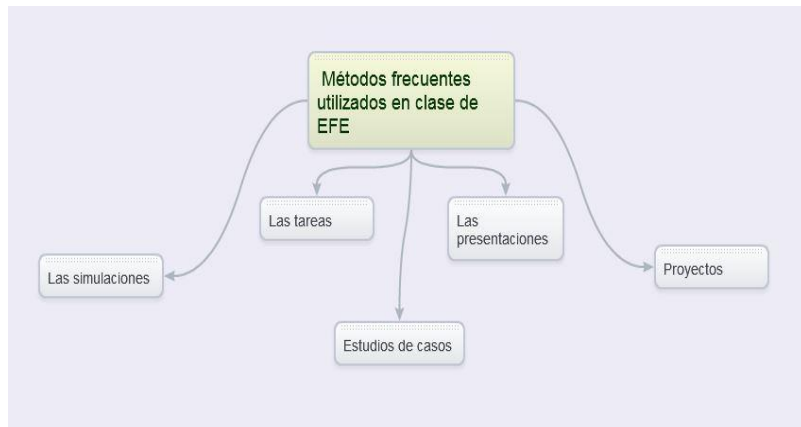 Métodos frecuentes
utilizados en clase de
EFE
Las tareas
Las
presentaciones
Las simulaciones
Proyectos
Estudios de casos